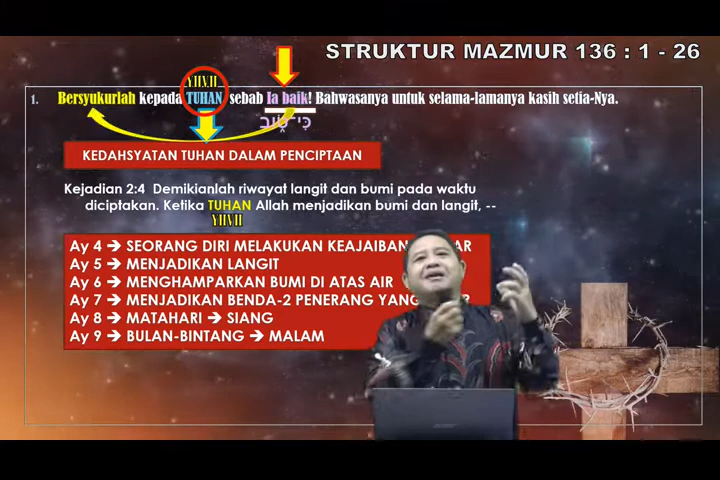 STRUKTUR MAZMUR 136 : 1 - 26
YHVH
1. Bersyukurlah kepada TUHAN sebab Ia baik! Bahwasanya untuk selama-lamanya kasih setia-Nya.
כִּי־טוֹב
KEDAHSYATAN TUHAN DALAM PENCIPTAAN
Kejadian 2:4 Demikianlah riwayat langit dan bumi pada waktu
diciptakan. Ketika TUHAN Allah menjadikan bumi dan langit, --
YHVH
Ay 4 → SEORANG DIRI MELAKUKAN KEAJAIBAN
Ay 5 → MENJADIKAN LANGIT
Ay 6 → MENGHAMPARKAN BUMI DI ATAS AIR
Ay 7 → MENJADIKAN BENDA-2 PENERANG YANG
Ay 8 → MATAHARI → SIANG
Ay 9 → BULAN-BINTANG → MALAM